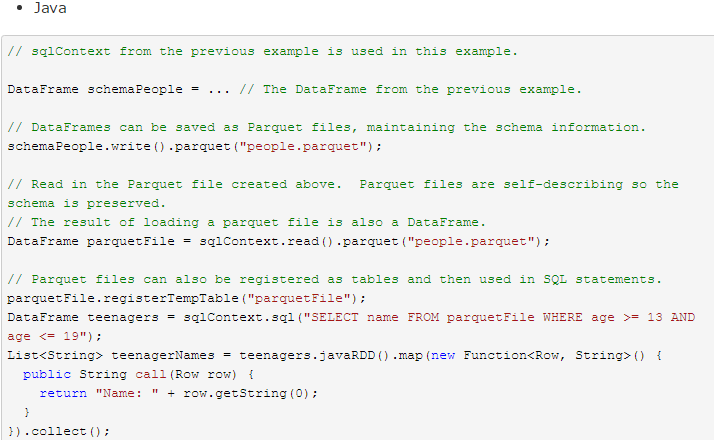 • Java
// sqlContext from the previous example is used in this example.
DataFrame schemaPeople = ... // The DataFrame from the previous example.
// DataFrames can be saved as Parquet files, maintaining the schema information.
schemaPeople.write().parquet("people.parquet");
// Read in the Parquet file created above.  Parquet files are self-describing so the
schema is preserved.
// The result of loading a parquet file is also a DataFrame.
DataFrame parquetFile = sqlContext.read().parquet("people.parquet");
// Parquet files can also be registered as tables and then used in SQL statements.
parquetFile.registerTempTable("parquetFile");
DataFrame teenagers = sqlContext.sql("SELECT name FROM parquetFile WHERE age >= 13 AND
age <= 19");
List<String> teenagerNames = teenagers.javaRDD().map(new Function<Row, String>() {
  public String call(Row row) {
    return "Name: " + row.getString(0);
  }
}).collect();